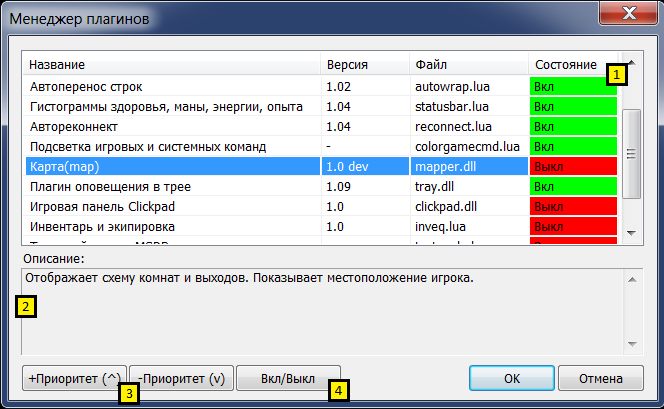 Менеджер плагинов
Название Версия Файл Состояние
1
Автоперенос строк 1.02 autowrap.lua Вкл
Гистограммы здоровья, маны, энергии, опыта 1.04 statusbar.lua Вкл
Автореконнект 1.04 reconnect.lua Вкл
Подсветка игровых и системных команд - colorgamecmd.lua Вкл
Карта(map) 1.0 dev mapper.dll Выкл
Плагин оповещения в трее 1.09 tray.dll Вкл
Игровая панель Clickpad 1.0 clickpad.dll Выкл
Инвентарь и экипировка 1.0 inveq.lua Выкл
Описание:
Отображает схему комнат и выходов. Показывает местоположение игрока.
2
+Приоритет (^) -Приоритет (v) Вкл/Выкл OK Отмена
3 4